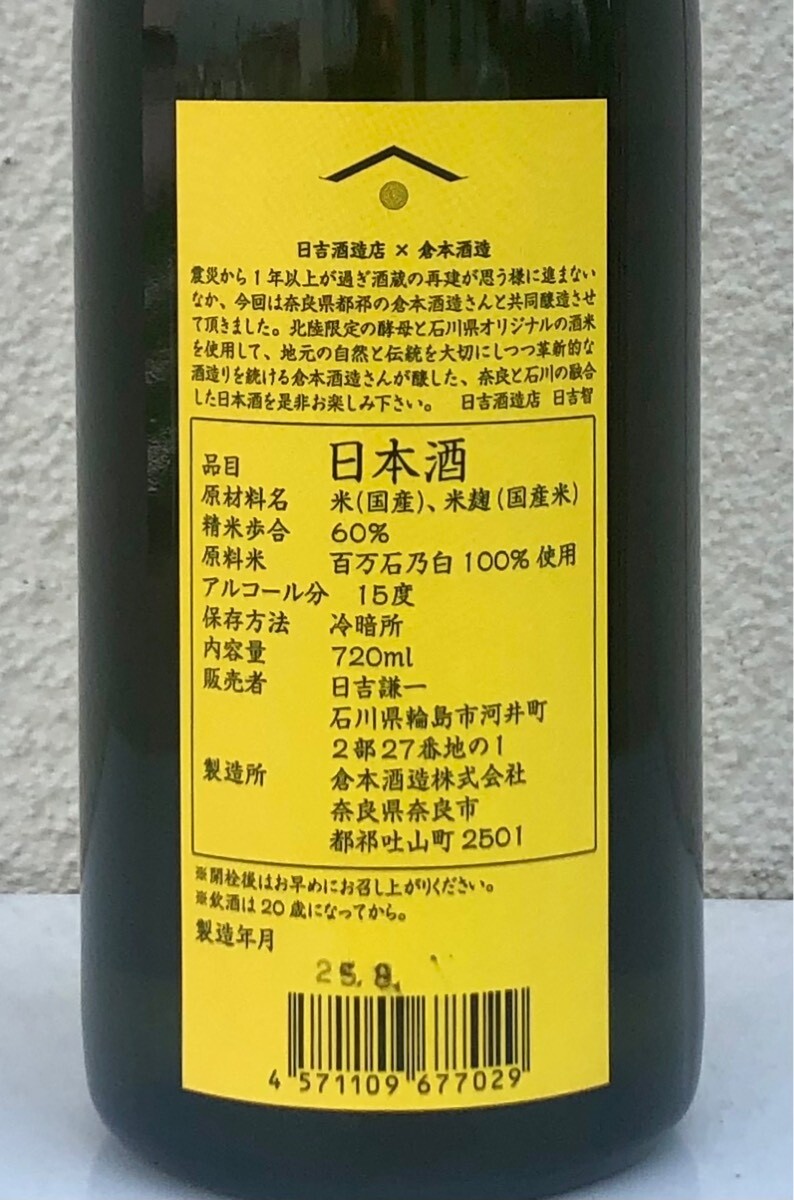 日吉酒造店 × 倉本酒造
震災から1年以上が過ぎ酒蔵の再建が思う様に進まない
なか、今回は奈良県都祁の倉本酒造さんと共同醸造させ
て頂きました。北陸限定の酵母と石川県オリジナルの酒米
を使用して、地元の自然と伝統を大切にしつつ革新的な
酒造りを続ける倉本酒造さんが醸した、奈良と石川の融合
した日本酒を是非お楽しみ下さい。 日吉酒造店 日吉智
品目 日本酒
原材料名 米(国産)、米麹(国産米)
精米歩合 60%
原料米 百万石乃白100%使用
アルコール分 15度
保存方法 冷暗所
内容量 720ml
販売者 日吉謙一
石川県輪島市河井町
2部27番地の1
製造所 倉本酒造株式会社
奈良県奈良市
都祁吐山町2501
※開栓後はお早めにお召し上がりください。
※飲酒は20歳になってから。
製造年月
25.8.
4 571109 677029